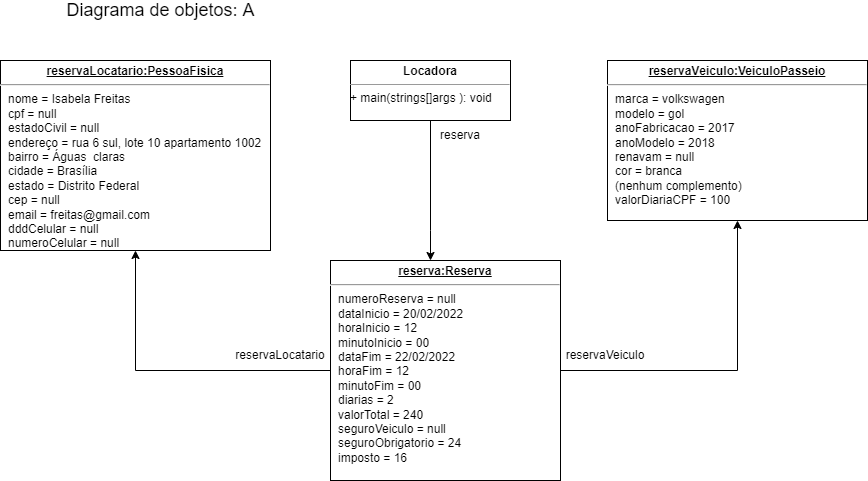 Diagrama de objetos: A
reservaLocatario:PessoaFisica
nome = Isabela Freitas
cpf = null
estadoCivil = null
endereço = rua 6 sul, lote 10 apartamento 1002
bairro = Águas claras
cidade = Brasília
estado = Distrito Federal
cep = null
email = freitas@gmail.com
dddCelular = null
numeroCelular = null
Locadora
+ main(strings[]args ): void
reserva
reservaVeiculo:VeiculoPasseio
marca = volkswagen
modelo = gol
anoFabricacao = 2017
anoModelo = 2018
renavam = null
cor = branca
(nenhum complemento)
valorDiariaCPF = 100
reservaLocatario
reserva:Reserva
numeroReserva = null
dataInicio = 20/02/2022
horaInicio = 12
minutoInicio = 00
dataFim = 22/02/2022
horaFim = 12
minutoFim = 00
diarias = 2
valorTotal = 240
seguroVeiculo = null
seguroObrigatorio = 24
imposto = 16
reservaVeiculo